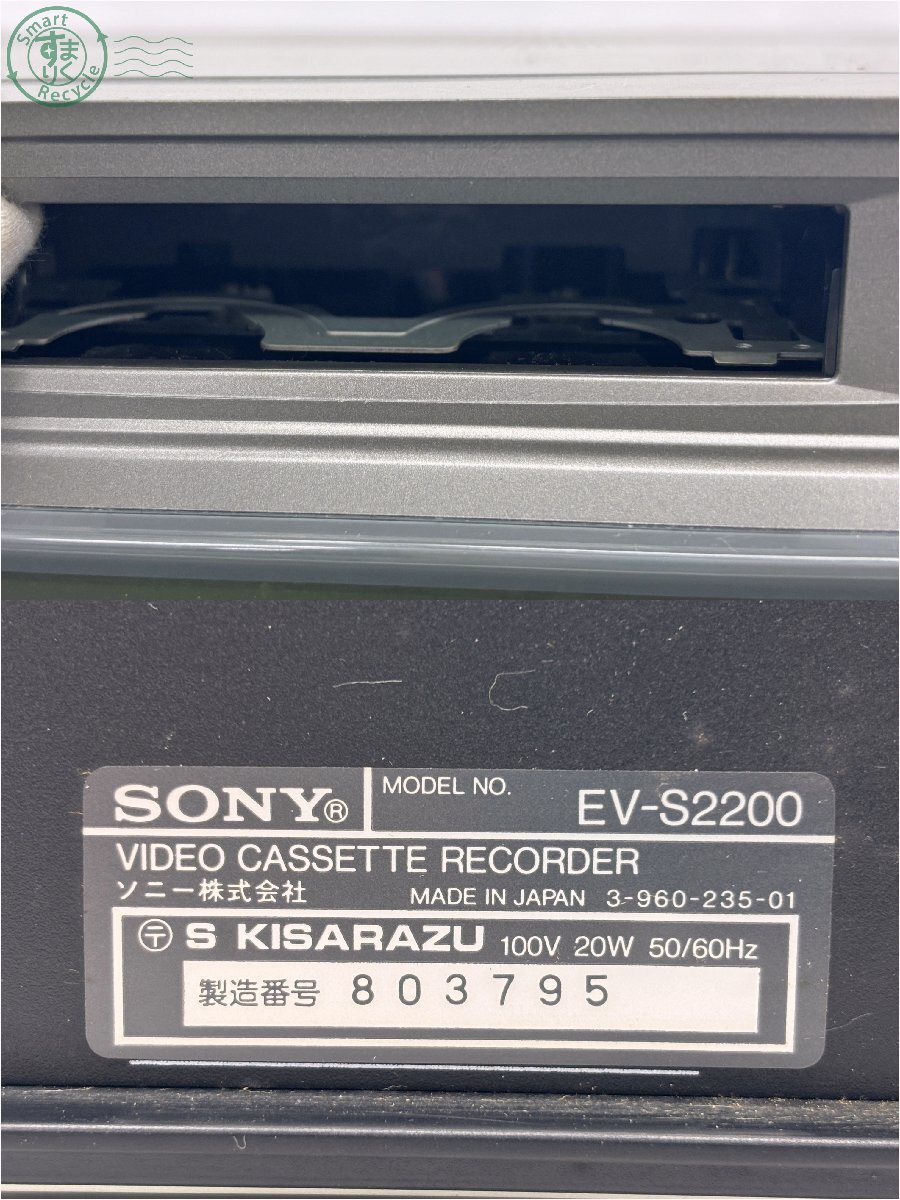 Smart
すまりく
Recycle
SONY®
MODEL NO.
EV-S2200
VIDEO CASSETTE RECORDER
ソニー株式会社
MADE IN JAPAN 3-960-235-01
〶 S KISARAZU 100V 20W 50/60Hz
製造番号 803795